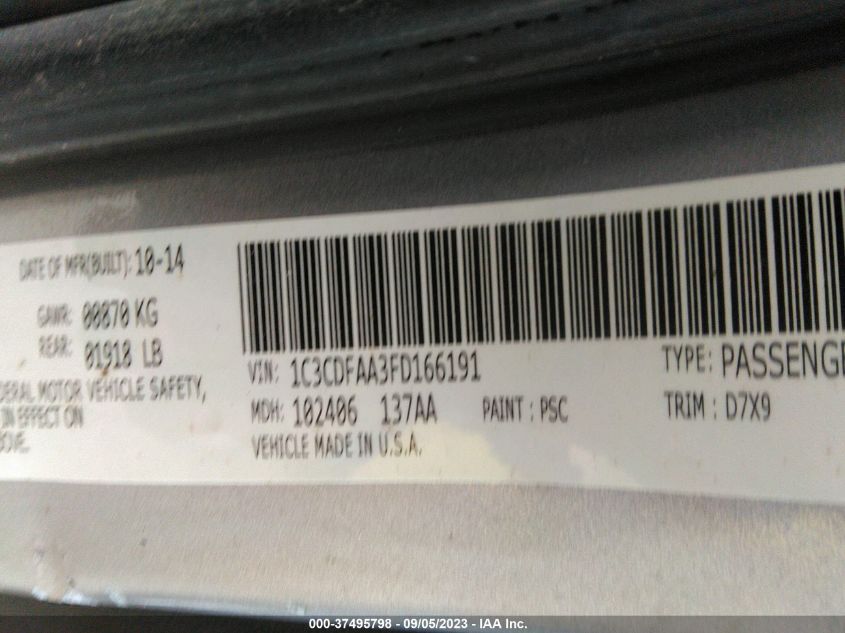 DATE OF MFR(BUILT): 10-14
GAWR: 00870 KG
REAR: 01918 LB
MOTOR VEHICLE SAFETY,
IN EFFECT ON
VIN: 1C3CDFAA3FD166191
TYPE:
MDH: 102406 137AA PAINT : PSC
TRIM : D7X9
VEHICLE MADE IN U.S.A.
000-37495798 - 09/05/2023 - IAA Inc.